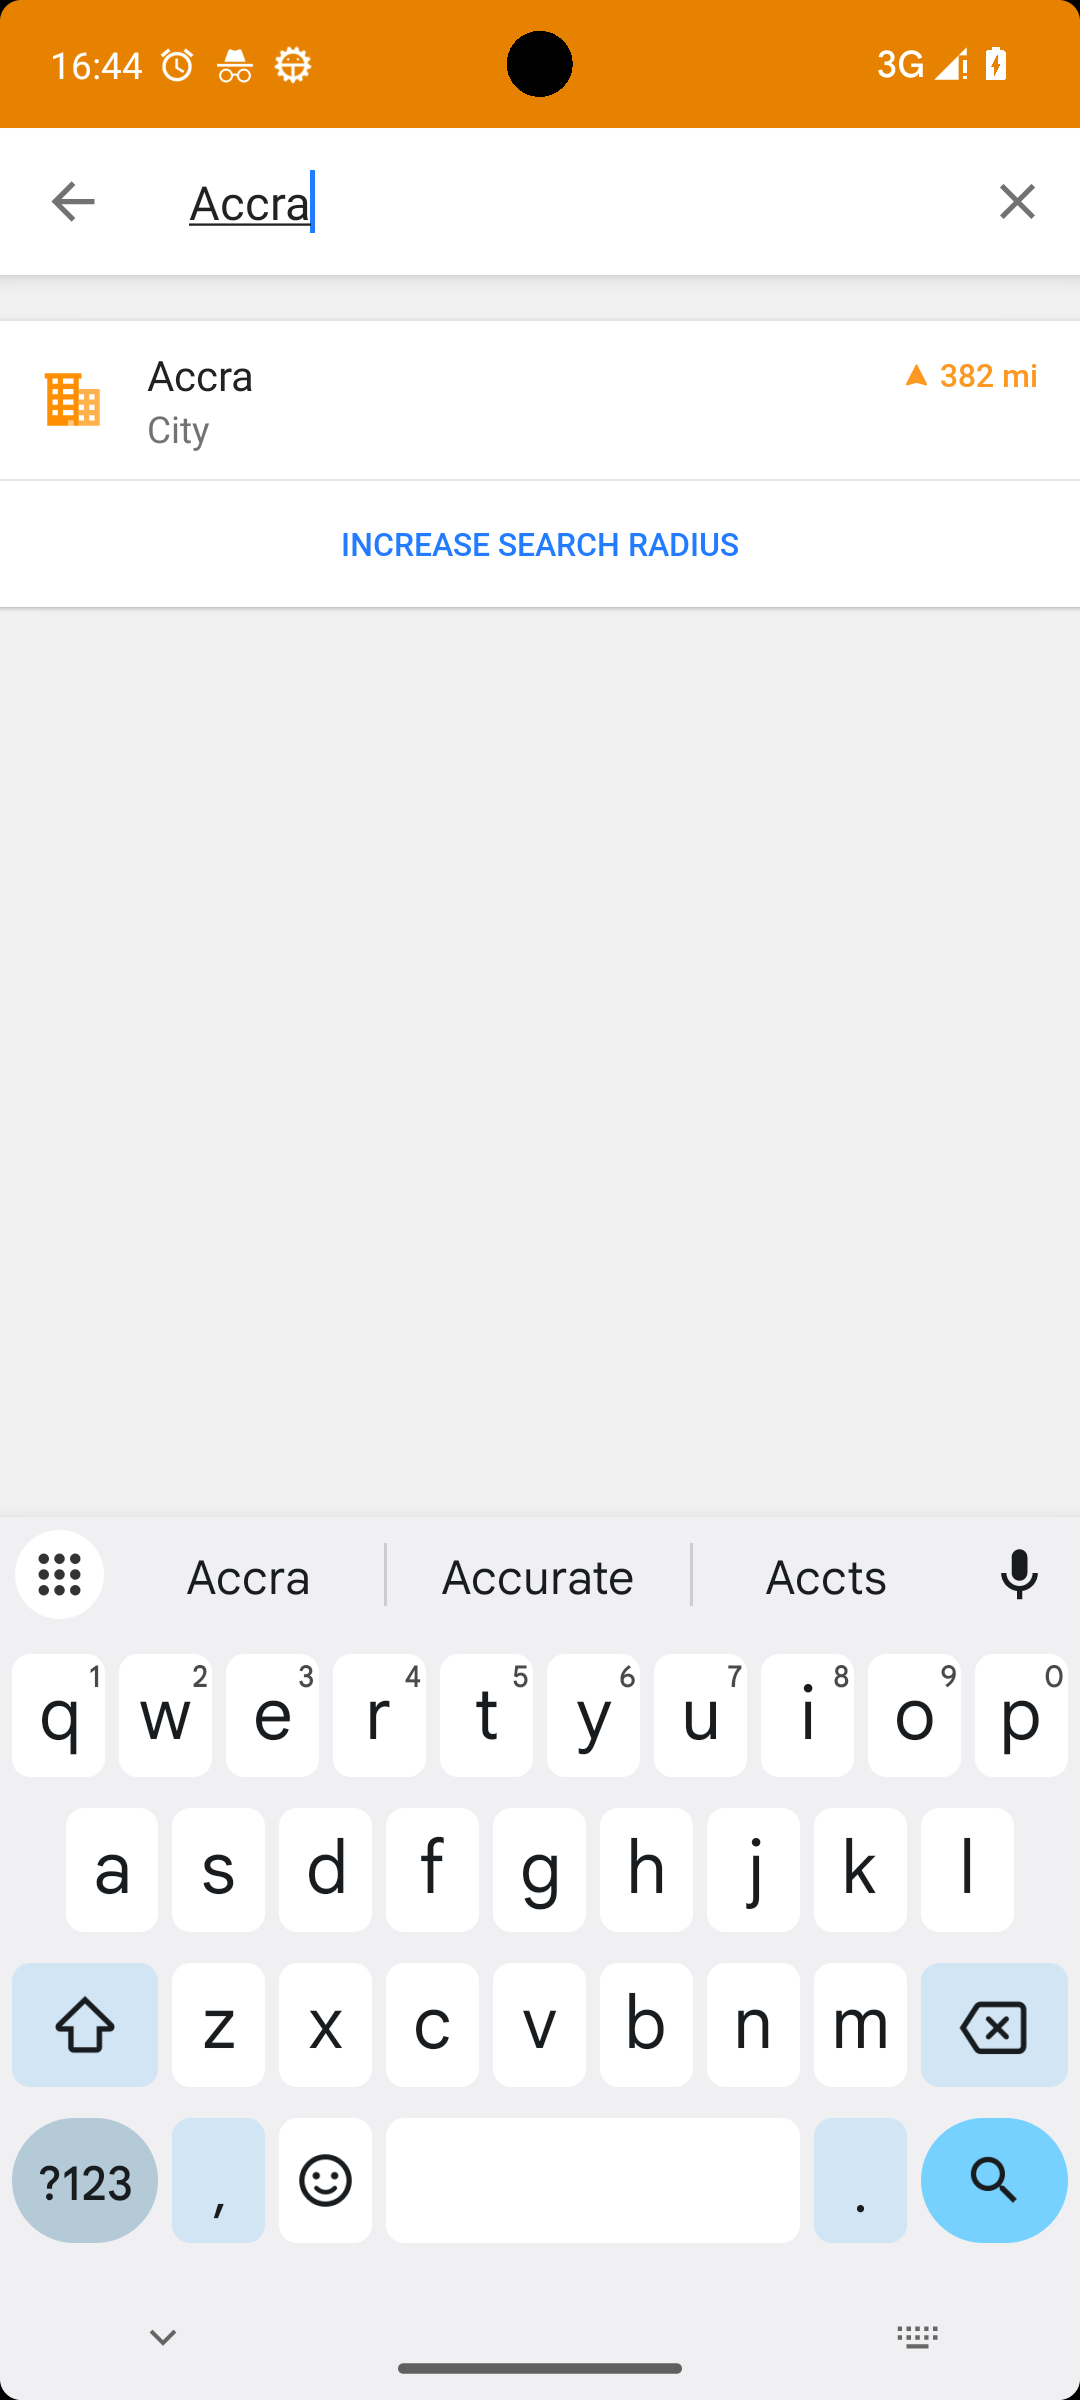 16:44
3G
Accra
Accra
382 mi
City
INCREASE SEARCH RADIUS
Accra
Accurate
Accts
q1 w2 e3 r4 t5 y6 u7 i8 o9 p0
a s d f g h j k l
z x c v b n m
?123 , .